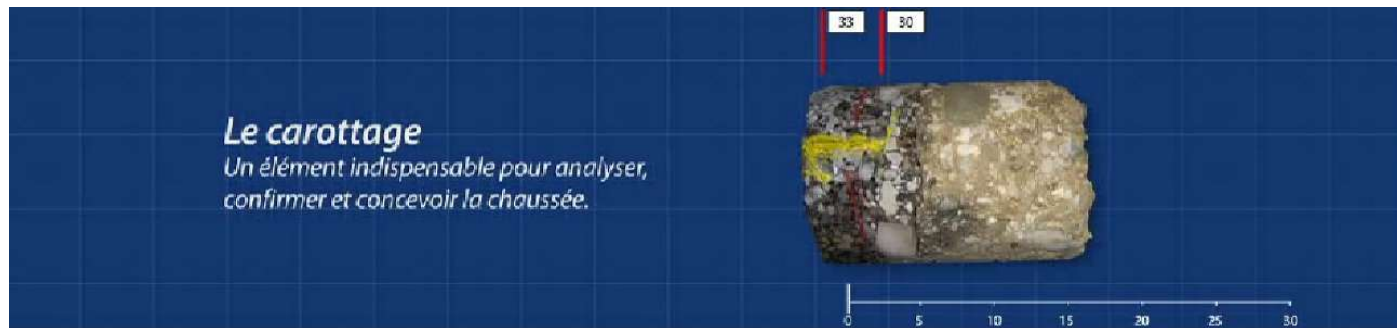 33 30
Le carottage
Un élément indispensable pour analyser,
confirmer et concevoir la chaussée.
0 5 10 15 20 25 30